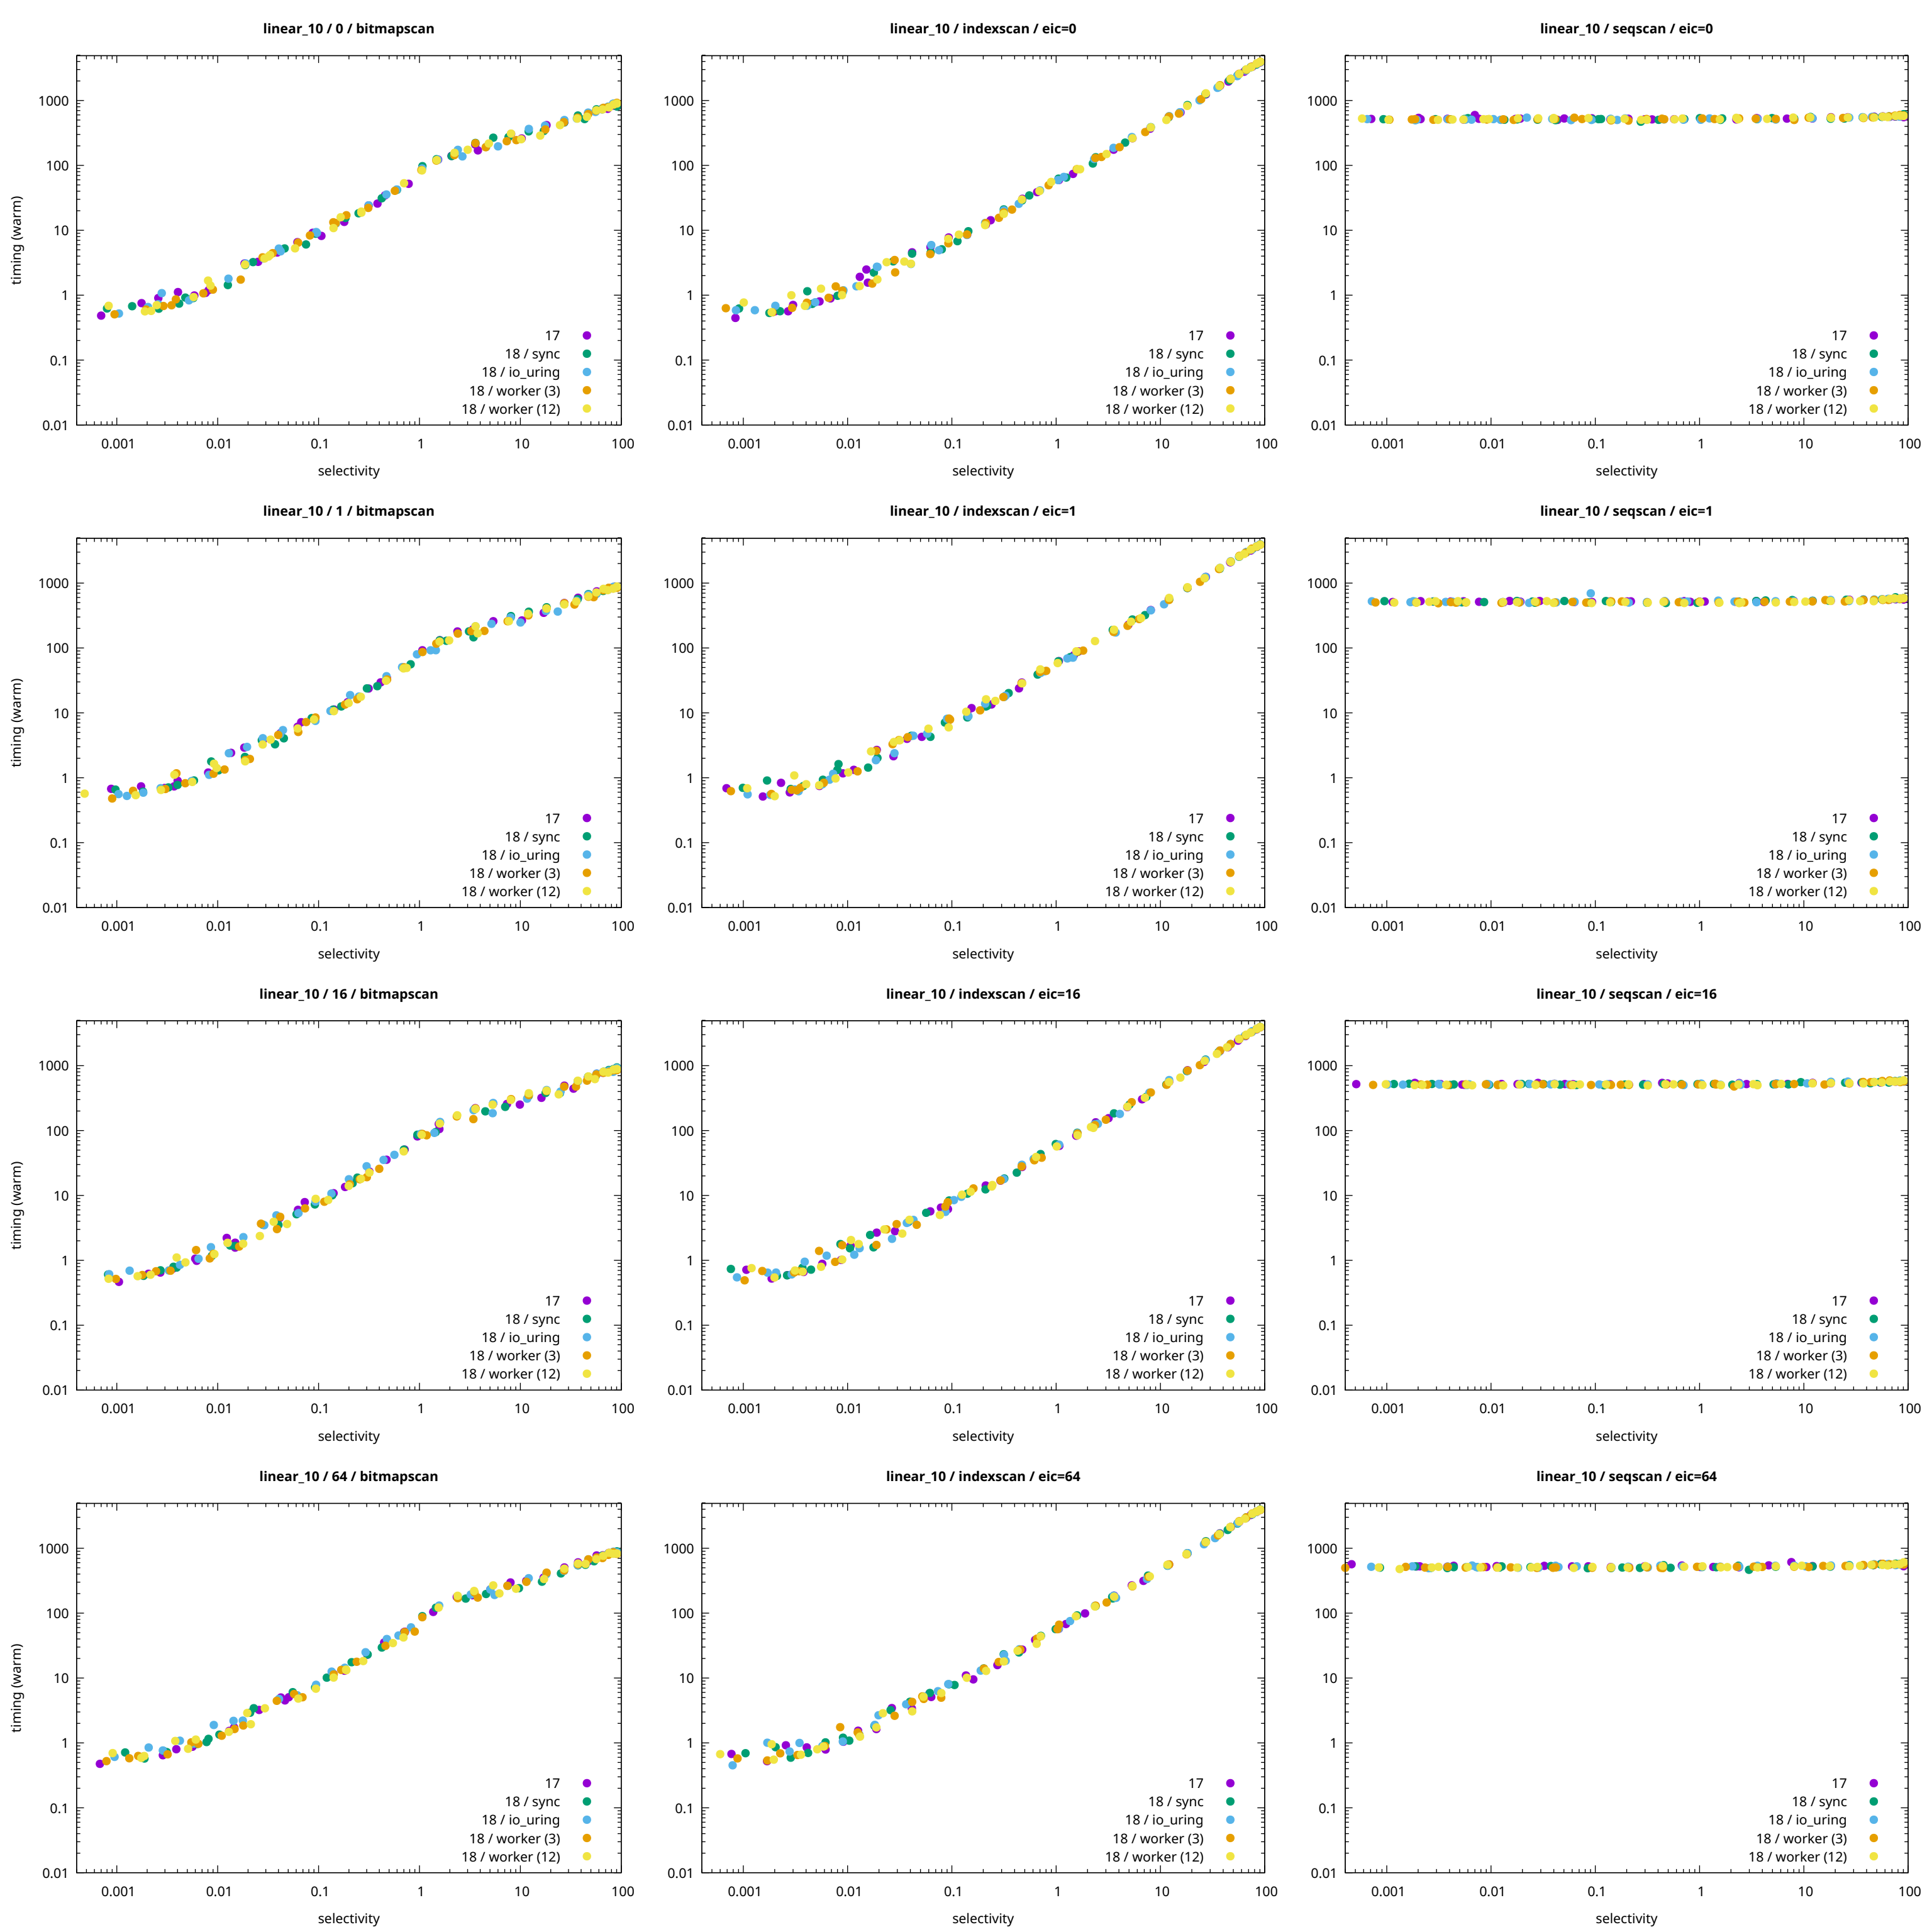 linear_10 / 0 / bitmapscan
timing (warm)
1000
100
10
1
0.1
0.01
17
18 / sync
18 / io_uring
18 / worker (3)
18 / worker (12)
0.001
0.01
0.1
1
10
100
selectivity
linear_10 / indexscan / eic=0
1000
100
10
1
0.1
0.01
17
18 / sync
18 / io_uring
18 / worker (3)
18 / worker (12)
0.001
0.01
0.1
1
10
100
selectivity
linear_10 / seqscan / eic=0
1000
100
10
1
0.1
0.01
17
18 / sync
18 / io_uring
18 / worker (3)
18 / worker (12)
0.001
0.01
0.1
1
10
100
selectivity
linear_10 / 1 / bitmapscan
timing (warm)
1000
100
10
1
0.1
0.01
17
18 / sync
18 / io_uring
18 / worker (3)
18 / worker (12)
0.001
0.01
0.1
1
10
100
selectivity
linear_10 / indexscan / eic=1
1000
100
10
1
0.1
0.01
17
18 / sync
18 / io_uring
18 / worker (3)
18 / worker (12)
0.001
0.01
0.1
1
10
100
selectivity
linear_10 / seqscan / eic=1
1000
100
10
1
0.1
0.01
17
18 / sync
18 / io_uring
18 / worker (3)
18 / worker (12)
0.001
0.01
0.1
1
10
100
selectivity
linear_10 / 16 / bitmapscan
timing (warm)
1000
100
10
1
0.1
0.01
17
18 / sync
18 / io_uring
18 / worker (3)
18 / worker (12)
0.001
0.01
0.1
1
10
100
selectivity
linear_10 / indexscan / eic=16
1000
100
10
1
0.1
0.01
17
18 / sync
18 / io_uring
18 / worker (3)
18 / worker (12)
0.001
0.01
0.1
1
10
100
selectivity
linear_10 / seqscan / eic=16
1000
100
10
1
0.1
0.01
17
18 / sync
18 / io_uring
18 / worker (3)
18 / worker (12)
0.001
0.01
0.1
1
10
100
selectivity
linear_10 / 64 / bitmapscan
timing (warm)
1000
100
10
1
0.1
0.01
17
18 / sync
18 / io_uring
18 / worker (3)
18 / worker (12)
0.001
0.01
0.1
1
10
100
selectivity
linear_10 / indexscan / eic=64
1000
100
10
1
0.1
0.01
17
18 / sync
18 / io_uring
18 / worker (3)
18 / worker (12)
0.001
0.01
0.1
1
10
100
selectivity
linear_10 / seqscan / eic=64
1000
100
10
1
0.1
0.01
17
18 / sync
18 / io_uring
18 / worker (3)
18 / worker (12)
0.001
0.01
0.1
1
10
100
selectivity